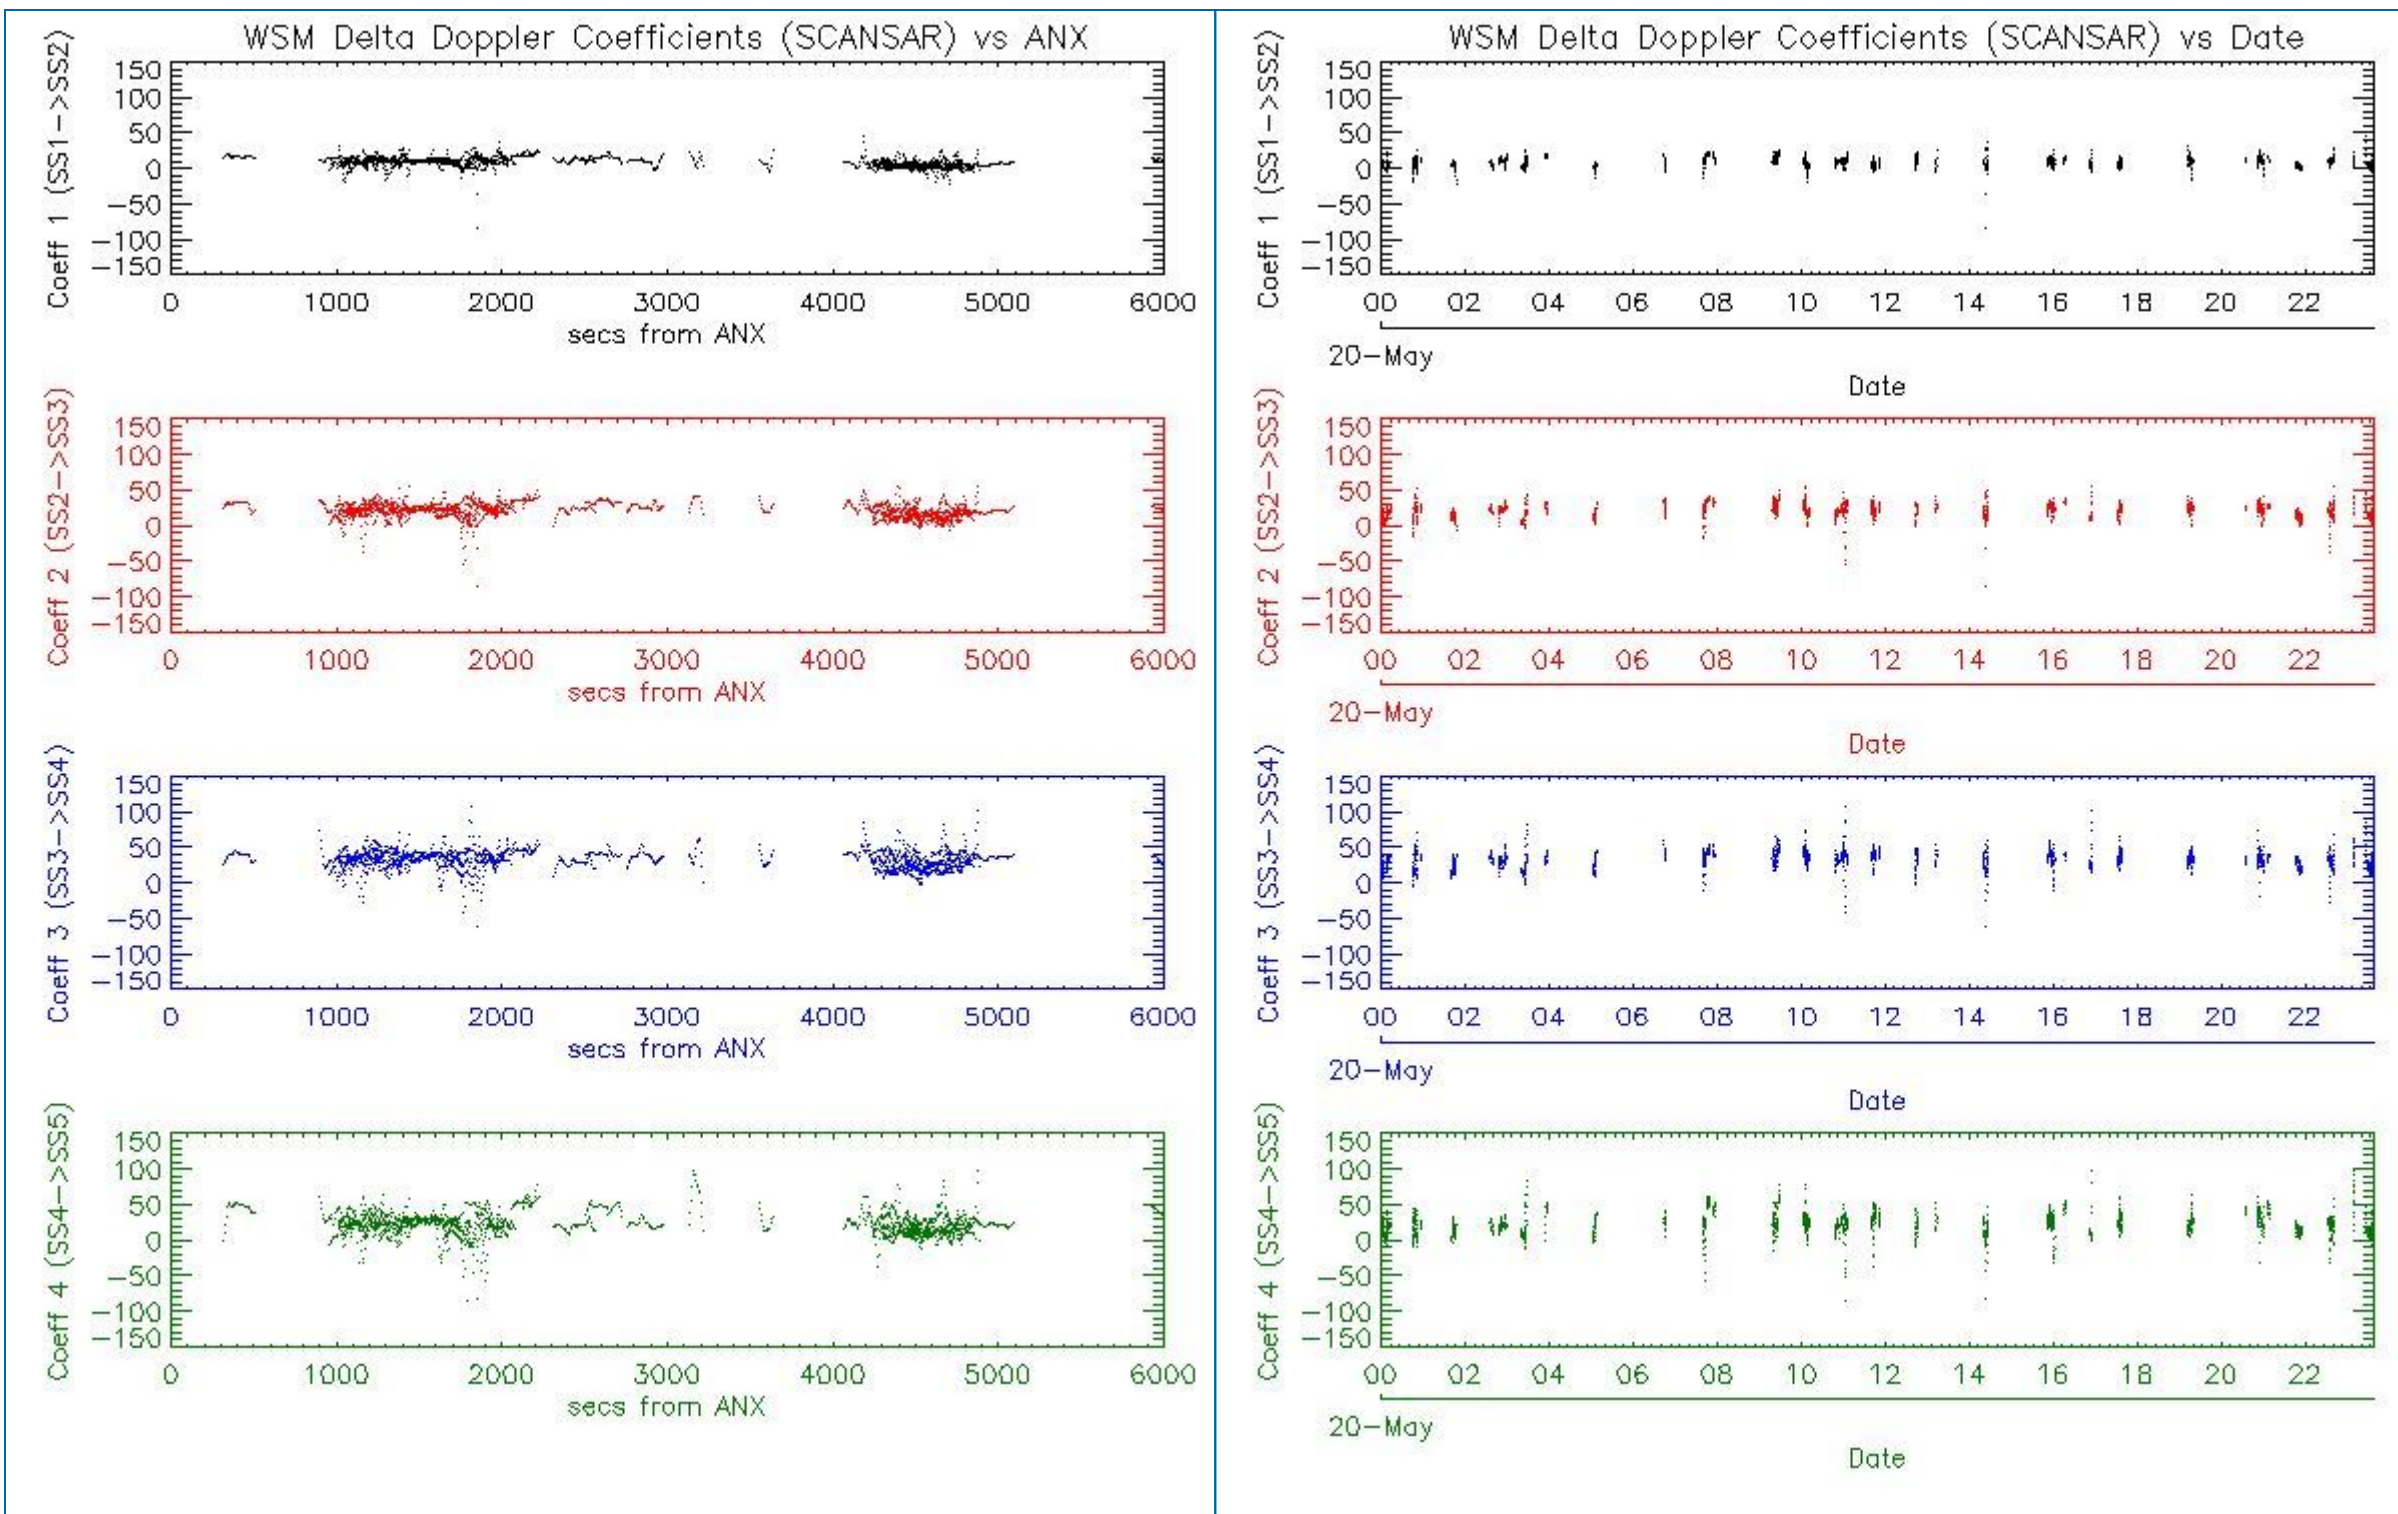 WSM Delta Doppler Coefficients (SCANSAR) vs ANX
Coeff 1 (SS1->SS2)
150
100
50
0
-50
-100
-150
0 1000 2000 3000 4000 5000 6000
secs from ANX
Coeff 2 (SS2->SS3)
150
100
50
0
-50
-100
-150
0 1000 2000 3000 4000 5000 6000
secs from ANX
Coeff 3 (SS3->SS4)
150
100
50
0
-50
-100
-150
0 1000 2000 3000 4000 5000 6000
secs from ANX
Coeff 4 (SS4->SS5)
150
100
50
0
-50
-100
-150
0 1000 2000 3000 4000 5000 6000
secs from ANX
WSM Delta Doppler Coefficients (SCANSAR) vs Date
Coeff 1 (SS1->SS2)
150
100
50
0
-50
-100
-150
00 02 04 06 08 10 12 14 16 18 20 22
20-May
Date
Coeff 2 (SS2->SS3)
150
100
50
0
-50
-100
-150
00 02 04 06 08 10 12 14 16 18 20 22
20-May
Date
Coeff 3 (SS3->SS4)
150
100
50
0
-50
-100
-150
00 02 04 06 08 10 12 14 16 18 20 22
20-May
Date
Coeff 4 (SS4->SS5)
150
100
50
0
-50
-100
-150
00 02 04 06 08 10 12 14 16 18 20 22
20-May
Date